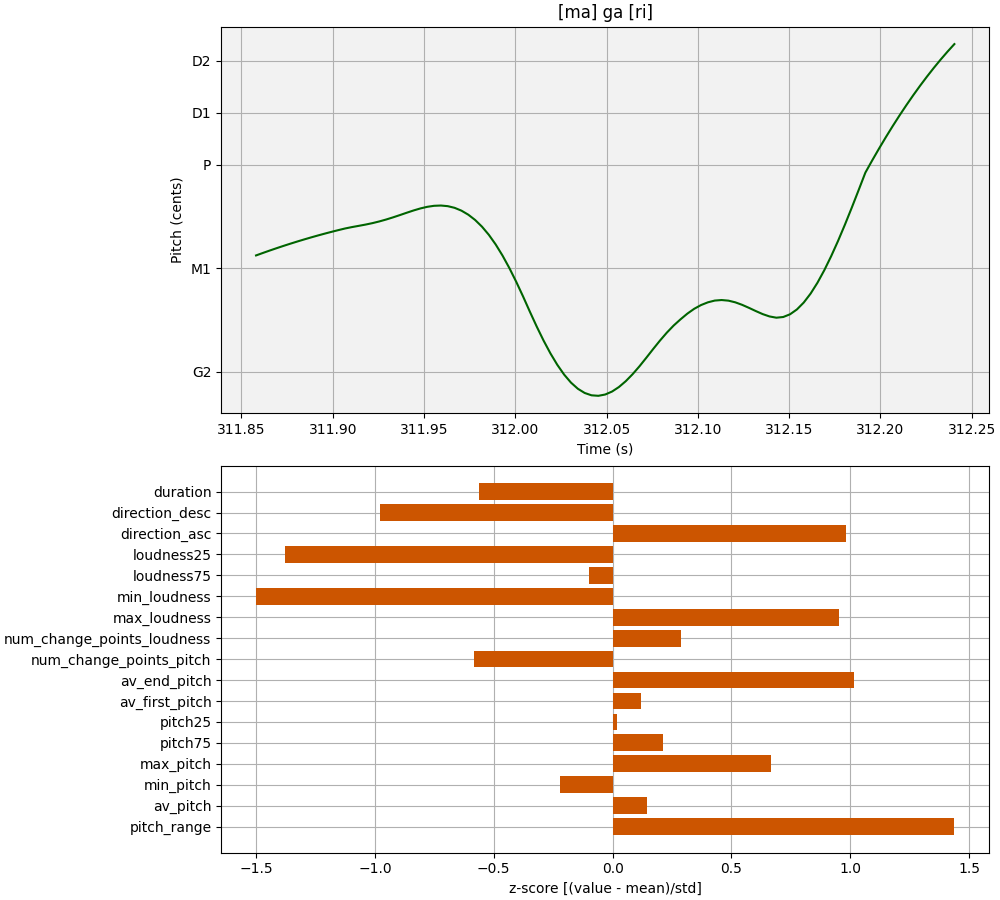 [ma] ga [ri]
D2
D1
P
M1
G2
Pitch (cents)
311.85 311.90 311.95 312.00 312.05 312.10 312.15 312.20 312.25
Time (s)
duration
direction_desc
direction_asc
loudness25
loudness75
min_loudness
max_loudness
num_change_points_loudness
num_change_points_pitch
av_end_pitch
av_first_pitch
pitch25
pitch75
max_pitch
min_pitch
av_pitch
pitch_range
−1.5 −1.0 −0.5 0.0 0.5 1.0 1.5
z-score [(value - mean)/std]